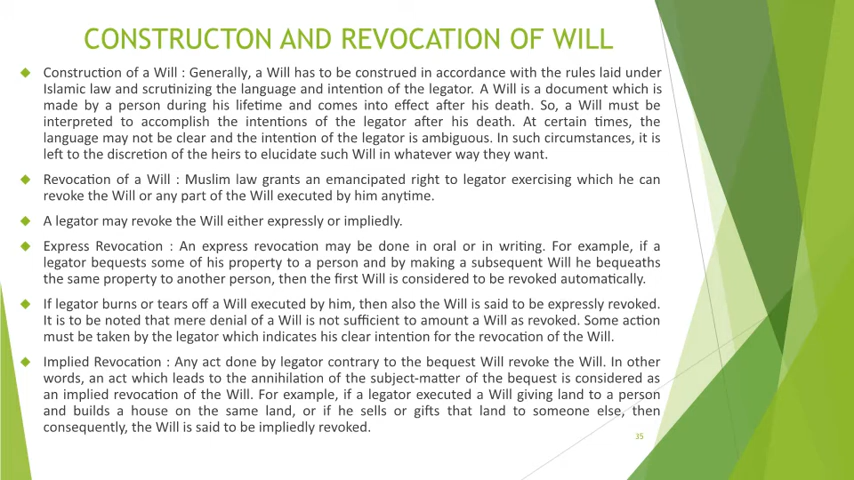 CONSTRUCTON AND REVOCATION OF WILL
Construction of a Will : Generally, a Will has to be construed in accordance with the rules laid under
Islamic law and scrutinizing the language and intention of the legator. A Will is a document which is
made by a person during his lifetime and comes into effect after his death. So, a Will must be
interpreted to accomplish the intentions of the legator after his death. At certain times, the
language may not be clear and the intention of the legator is ambiguous. In such circumstances, it is
left to the discretion of the heirs to elucidate such Will in whatever way they want.
Revocation of a Will : Muslim law grants an emancipated right to legator exercising which he can
revoke the Will or any part of the Will executed by him anytime.
A legator may revoke the Will either expressly or impliedly.
Express Revocation : An express revocation may be done in oral or in writing. For example, if a
legator bequests some of his property to a person and by making a subsequent Will he bequeaths
the same property to another person, then the first Will is considered to be revoked automatically.
If legator burns or tears off a Will executed by him, then also the Will is said to be expressly revoked.
It is to be noted that mere denial of a Will is not sufficient to amount a Will as revoked. Some action
must be taken by the legator which indicates his clear intention for the revocation of the Will.
Implied Revocation : Any act done by legator contrary to the bequest Will revoke the Will. In other
words, an act which leads to the annihilation of the subject-matter of the bequest is considered as
an implied revocation of the Will. For example, if a legator executed a Will giving land to a person
and builds a house on the same land, or if he sells or gifts that land to someone else, then
consequently, the Will is said to be impliedly revoked.
35